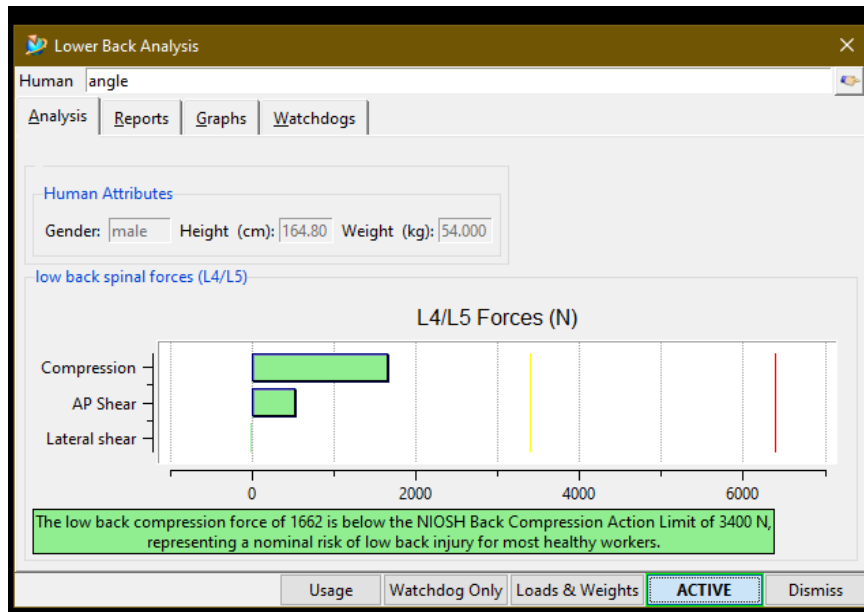 Lower Back Analysis
Human angle
Analysis Reports Graphs Watchdogs
Human Attributes
Gender: male Height (cm): 164.80 Weight (kg): 54.000
low back spinal forces (L4/L5)
L4/L5 Forces (N)
Compression
AP Shear
Lateral shear
0 2000 4000 6000
The low back compression force of 1662 is below the NIOSH Back Compression Action Limit of 3400 N,
representing a nominal risk of low back injury for most healthy workers.
Usage Watchdog Only Loads & Weights ACTIVE Dismiss